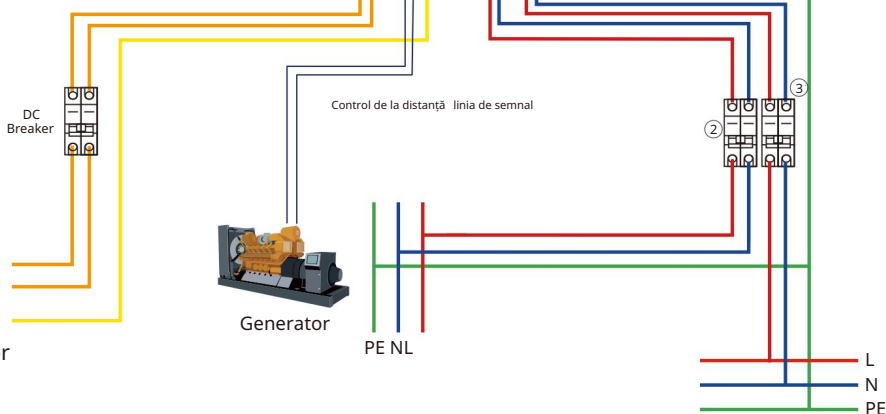 DC
Breaker
Control de la distanță linia de semnal
③
②
Generator
r
PE NL
L
N
PE